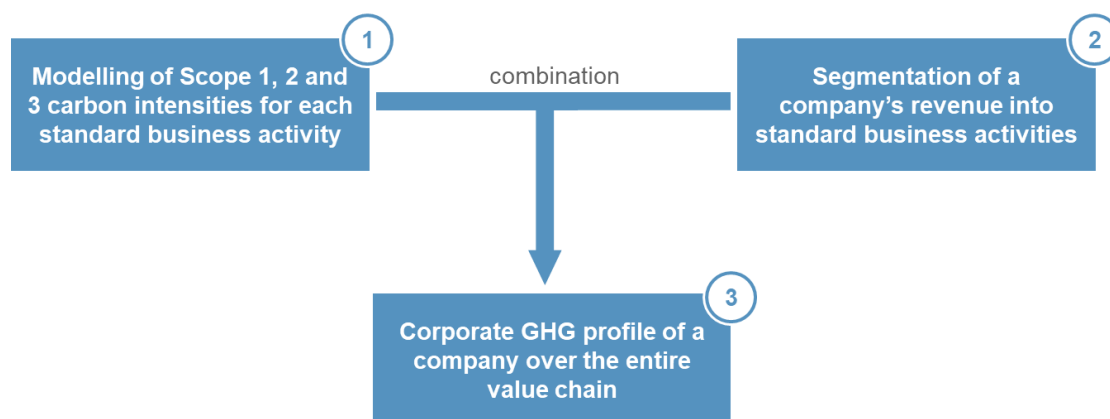 1
Modelling of Scope 1, 2 and
3 carbon intensities for each
standard business activity
combination
2
Segmentation of a
company’s revenue into
standard business activities
3
Corporate GHG profile of a
company over the entire
value chain